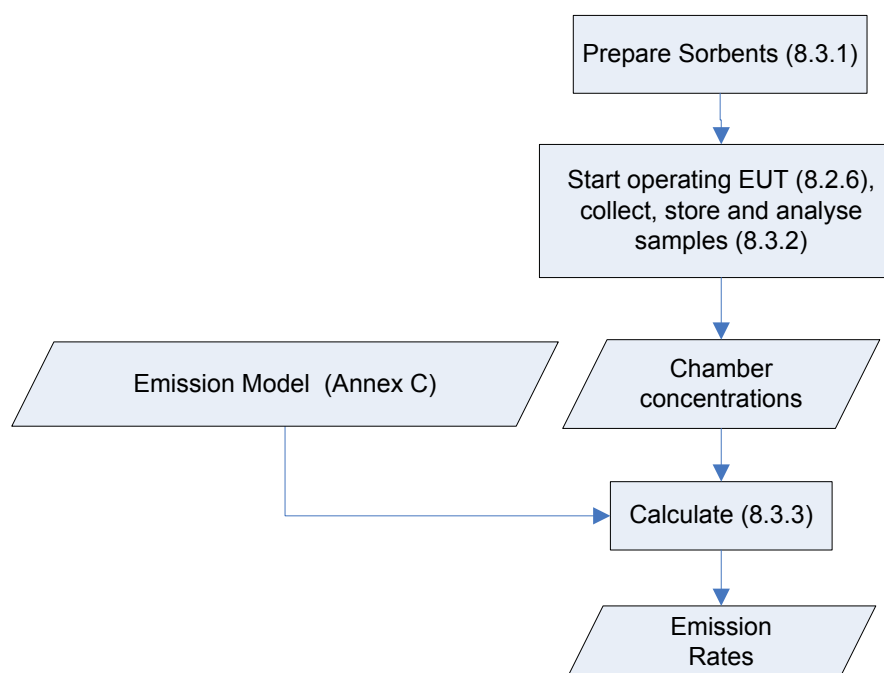 Prepare Sorbents (8.3.1)
Start operating EUT (8.2.6),
collect, store and analyse
samples (8.3.2)
Emission Model  (Annex C)
Chamber
concentrations
Calculate (8.3.3)
Emission
Rates